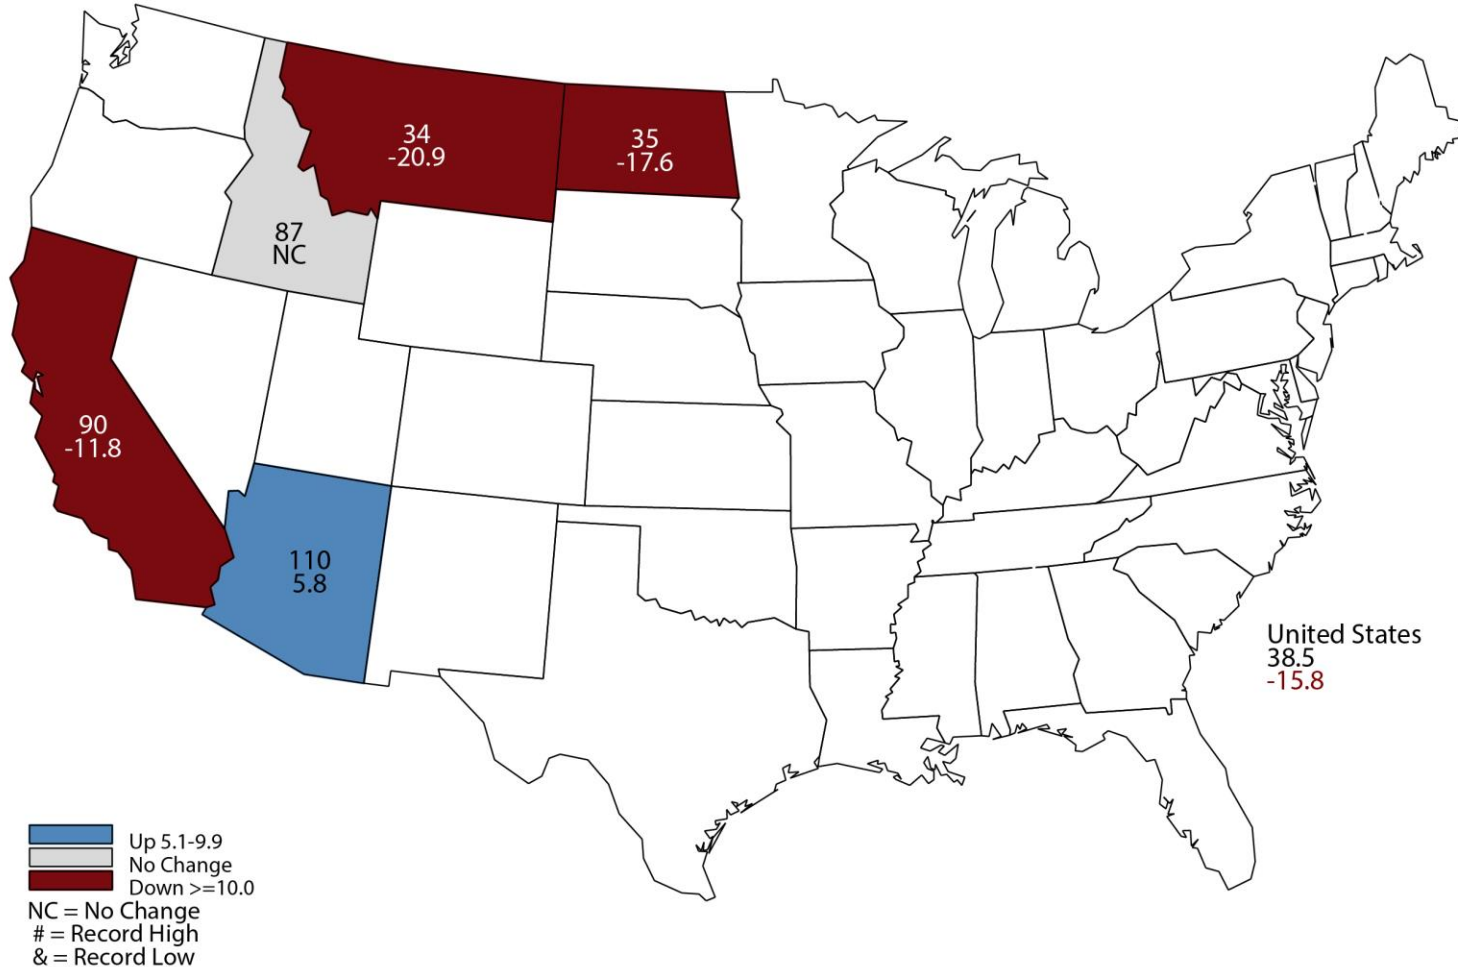 34
-20.9
35
-17.6
87
NC
90
-11.8
110
5.8
United States
38.5
-15.8
Up 5.1-9.9
No Change
Down >=10.0
NC = No Change
# = Record High
& = Record Low